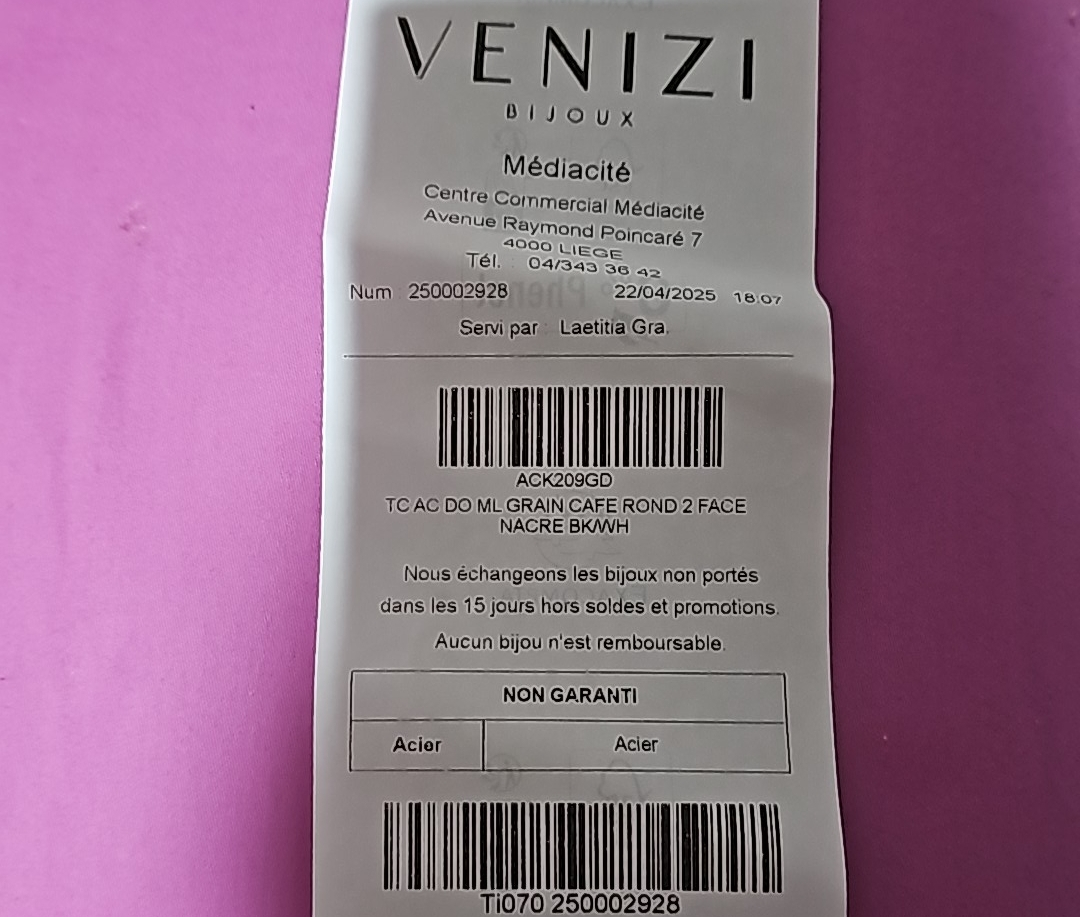 VENIZI
BIJOUX
Médiacité
Centre Commercial Médiacité
Avenue Raymond Poincaré 7
4000 LIEGE
Tél. : 04/343 36 42
Num : 250002928 22/04/2025 18:07
Servi par : Laetitia Gra.
ACK209GD
TC AC DO ML GRAIN CAFE ROND 2 FACE
NACRE BK/WH
Nous échangeons les bijoux non portés
dans les 15 jours hors soldes et promotions.
Aucun bijou n'est remboursable.
NON GARANTI
Acier Acier
Ti070 250002928